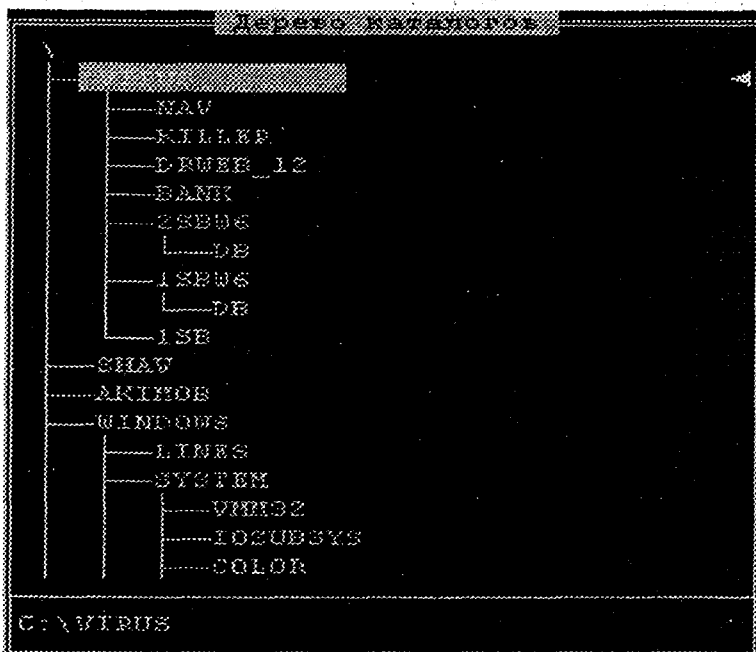 Дерево каталогов
\
NAV
KILLER
DRWEB_12
BANK
2SBW6
DB
1SBW6
DB
1SB
SHAV
AKIMOB
WINDOWS
LINES
SYSTEM
VMM32
IOSUBSYS
COLOR
C:\VIRUS